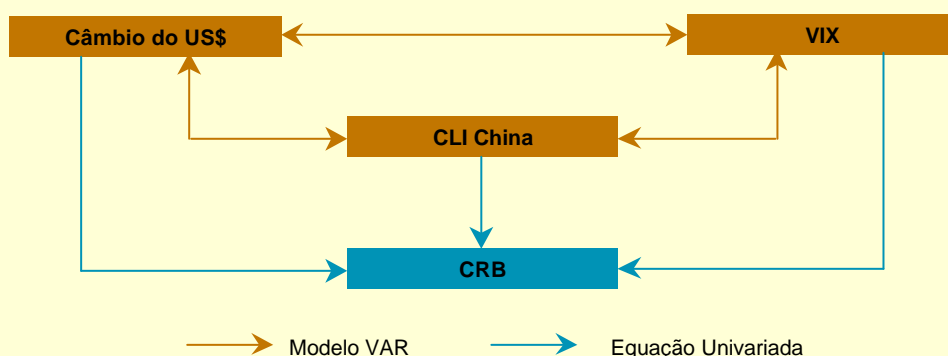 Câmbio do US$
VIX
CLI China
CRB
Modelo VAR
Equação Univariada